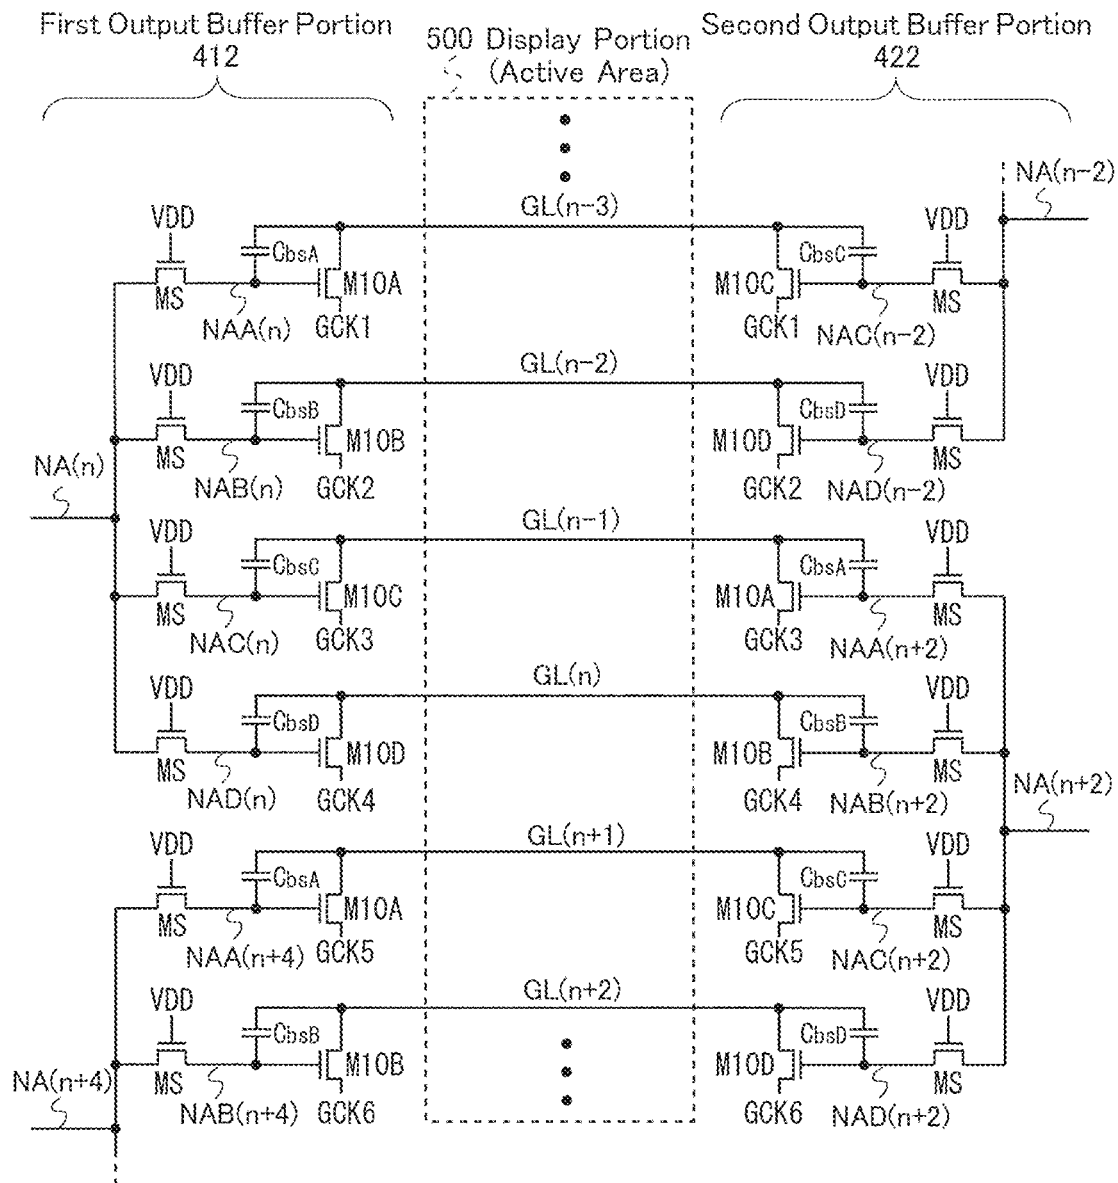 First Output Buffer Portion
412
500 Display Portion
(Active Area)
Second Output Buffer Portion
422
NA(n-2)
GL(n-3)
VDD
CbsA
M10A
MS
NAA(n)
GCK1
CbsC
M10C
GCK1
VDD
MS
NAC(n-2)
GL(n-2)
VDD
CbsB
M10B
MS
NAB(n)
GCK2
CbsD
M10D
GCK2
VDD
MS
NAD(n-2)
NA(n)
GL(n-1)
VDD
CbsC
M10C
MS
NAC(n)
GCK3
CbsA
M10A
GCK3
VDD
MS
NAA(n+2)
GL(n)
VDD
CbsD
M10D
MS
NAD(n)
GCK4
CbsB
M10B
GCK4
VDD
MS
NAB(n+2)
NA(n+2)
GL(n+1)
VDD
CbsA
M10A
MS
NAA(n+4)
GCK5
CbsC
M10C
GCK5
VDD
MS
NAC(n+2)
GL(n+2)
VDD
CbsB
M10B
MS
NAB(n+4)
GCK6
CbsD
M10D
GCK6
VDD
MS
NAD(n+2)
NA(n+4)